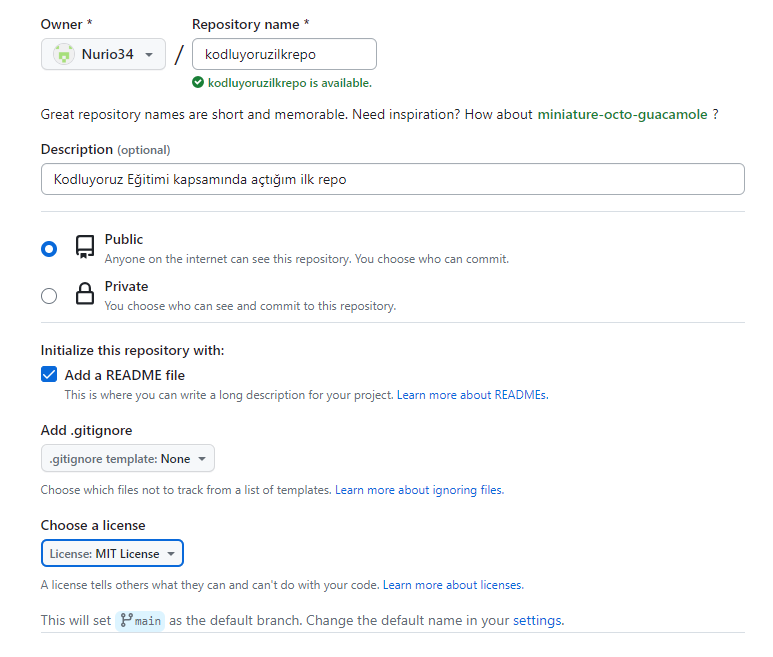 Owner * Repository name *
Nurio34 / kodluyoruzilkrepo
kodluyoruzilkrepo is available.
Great repository names are short and memorable. Need inspiration? How about miniature-octo-guacamole ?
Description (optional)
Kodluyoruz Eğitimi kapsamında açtığım ilk repo
Public
Anyone on the internet can see this repository. You choose who can commit.
Private
You choose who can see and commit to this repository.
Initialize this repository with:
Add a README file
This is where you can write a long description for your project. Learn more about READMEs.
Add .gitignore
.gitignore template: None
Choose which files not to track from a list of templates. Learn more about ignoring files.
Choose a license
License: MIT License
A license tells others what they can and can't do with your code. Learn more about licenses.
This will set main as the default branch. Change the default name in your settings.